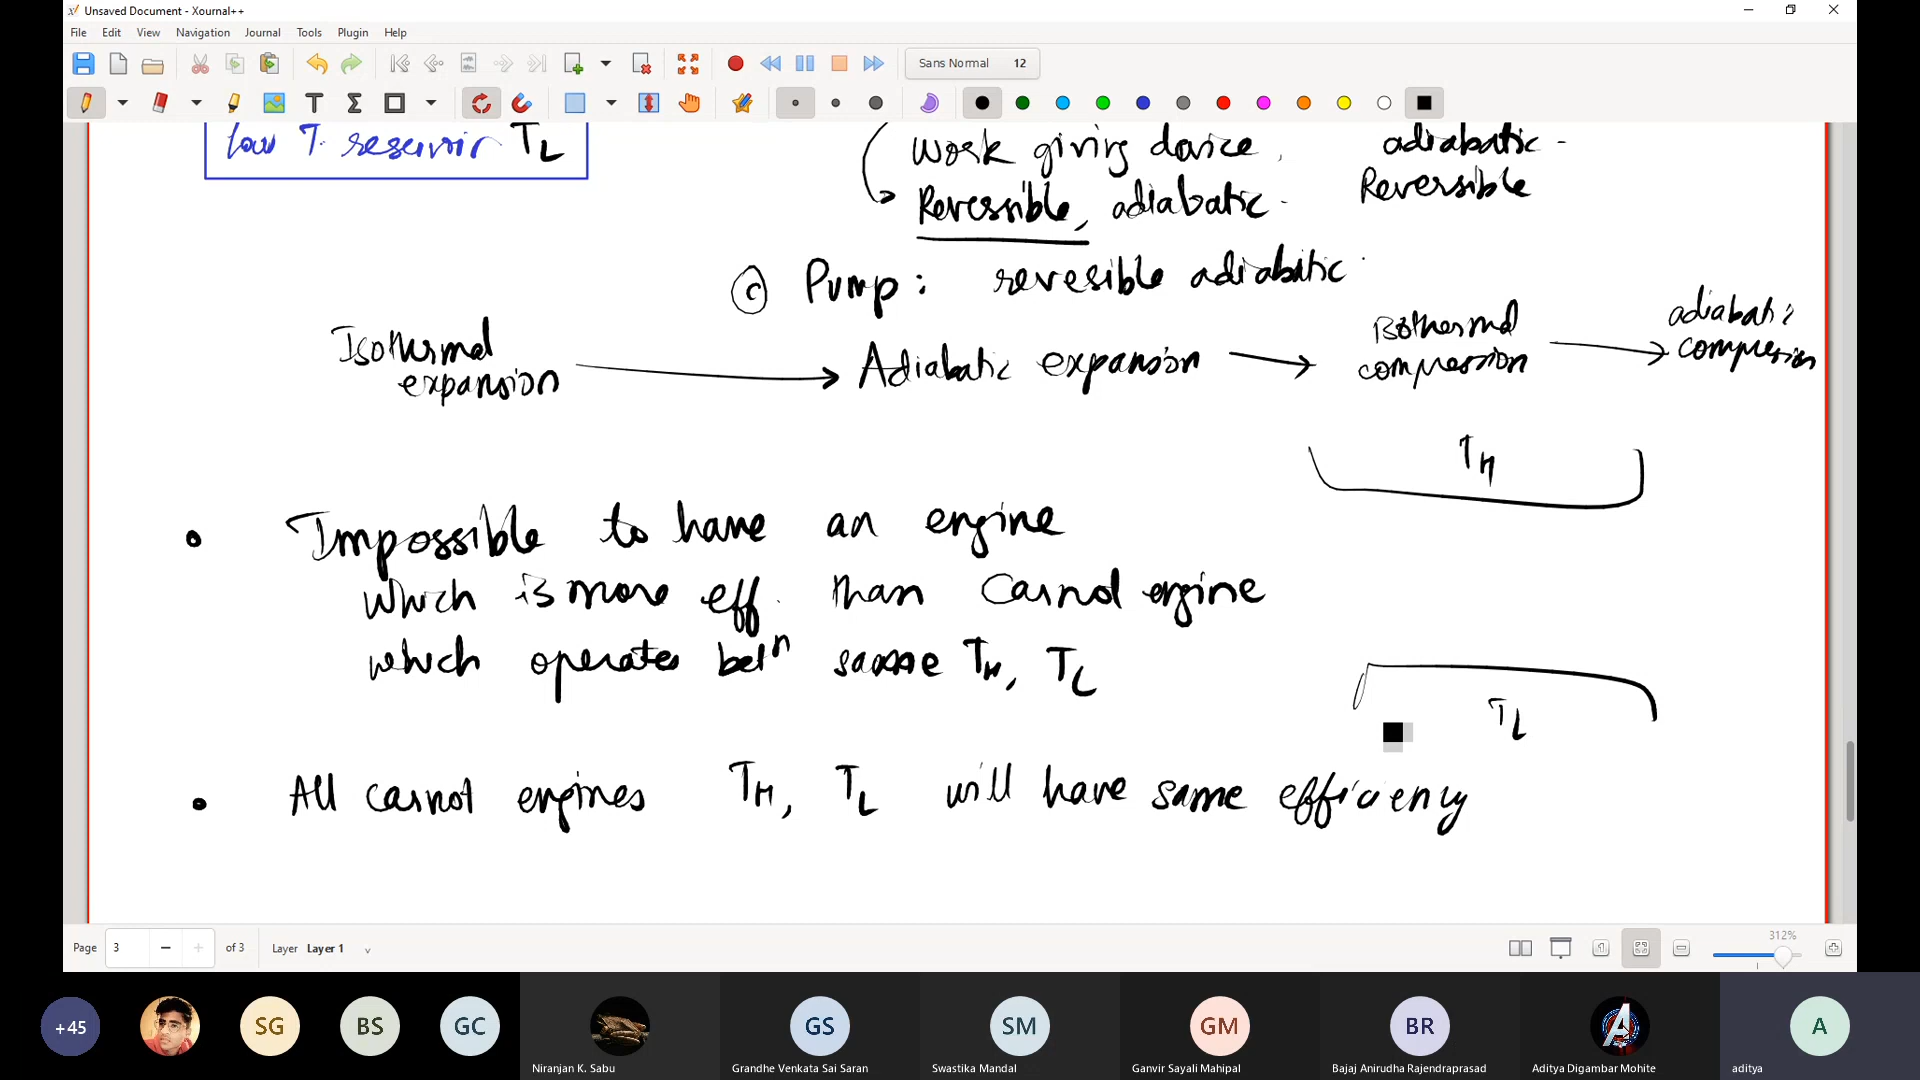 Unsaved Document - Xournal++
File Edit View Navigation Journal Tools Plugin Help
Sans Normal 12
low T. reservoir TL
work giving device.
adiabatic -
Reversible, adiabatic.
Reversible
(c) Pump: revesible adiabatic.
Isothermal expansion → Adiabatic expansion → Isothermal compression → adiabatic compression
TH
• Impossible to have an engine
which is more eff. than Carnot engine
which operates betn same TH, TL
TL
• All carnot engines TH, TL will have same efficiency
Page 3 of 3 Layer Layer 1
312%
+45
SG
BS
GC
GS
SM
GM
BR
A
Niranjan K. Sabu
Grandhe Venkata Sai Saran
Swastika Mandal
Ganvir Sayali Mahipal
Bajaj Anirudha Rajendraprasad
Aditya Digambar Mohite
aditya